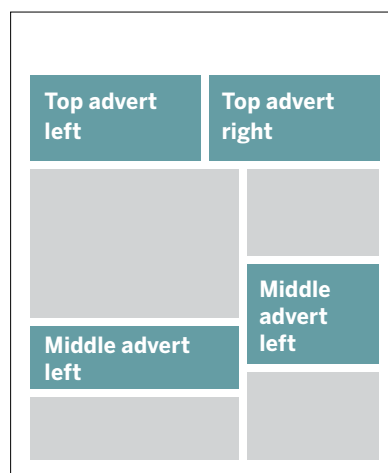 Top advert
left
Top advert
right
Middle
advert
left
Middle advert
left